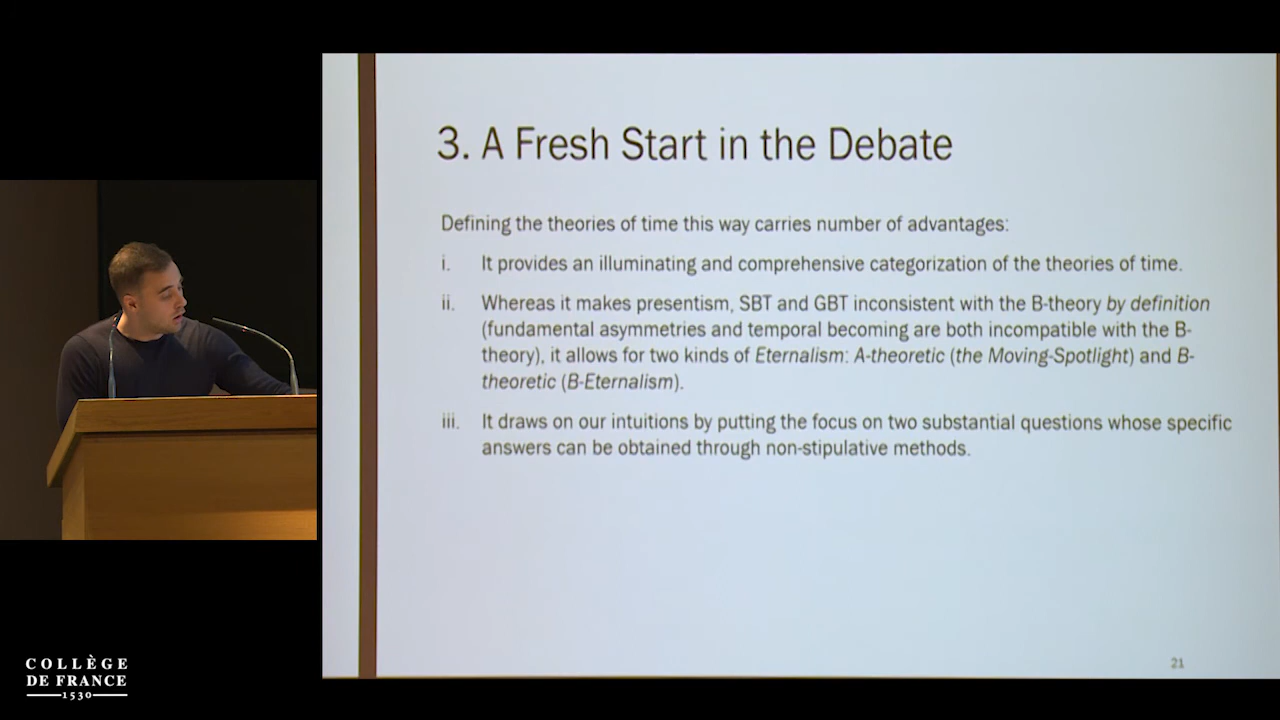 3. A Fresh Start in the Debate
Defining the theories of time this way carries number of advantages:
i. It provides an illuminating and comprehensive categorization of the theories of time.
ii. Whereas it makes presentism, SBT and GBT inconsistent with the B-theory by definition
(fundamental asymmetries and temporal becoming are both incompatible with the B-
theory), it allows for two kinds of Eternalism: A-theoretic (the Moving-Spotlight) and B-
theoretic (B-Eternalism).
iii. It draws on our intuitions by putting the focus on two substantial questions whose specific
answers can be obtained through non-stipulative methods.
21
COLLÈGE
DE FRANCE
1530